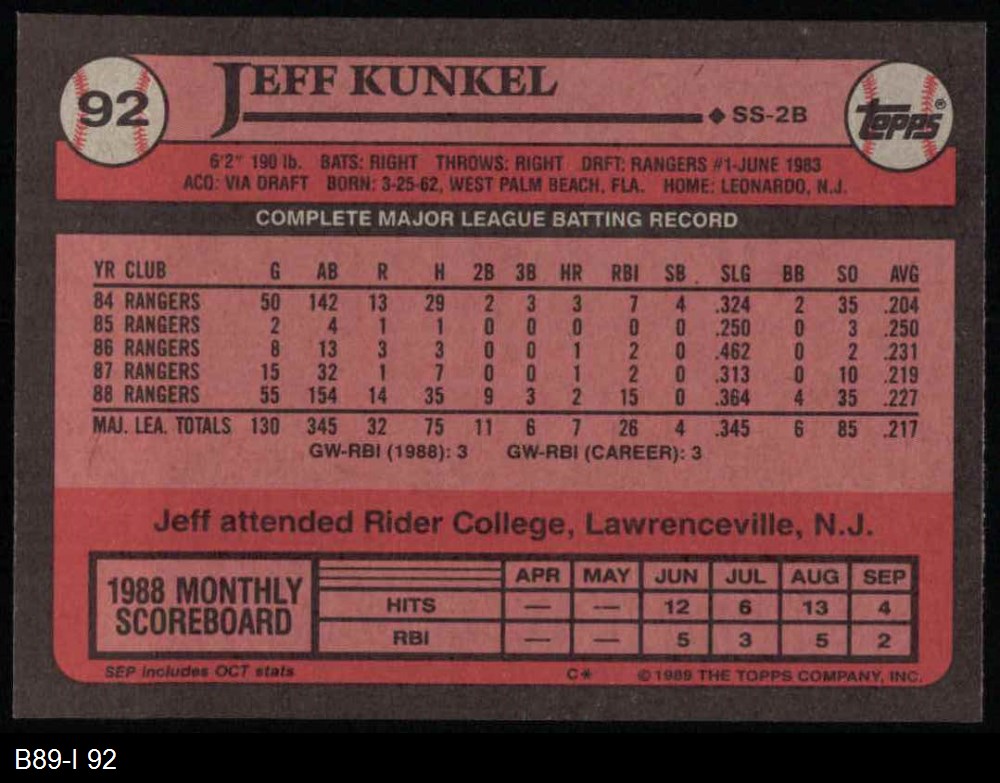 92
JEFF KUNKEL
◆ SS-2B
TOPPS®
6'2" 190 lb. BATS: RIGHT THROWS: RIGHT DRFT: RANGERS #1-JUNE 1983
ACQ: VIA DRAFT BORN: 3-25-62, WEST PALM BEACH, FLA. HOME: LEONARDO, N.J.
COMPLETE MAJOR LEAGUE BATTING RECORD
YR CLUB G AB R H 2B 3B HR RBI SB SLG BB SO AVG
84 RANGERS 50 142 13 29 2 3 3 7 4 .324 2 35 .204
85 RANGERS 2 4 1 1 0 0 0 0 0 .250 0 3 .250
86 RANGERS 8 13 3 3 0 0 1 2 0 .462 0 2 .231
87 RANGERS 15 32 1 7 0 0 1 2 0 .313 0 10 .219
88 RANGERS 55 154 14 35 9 3 2 15 0 .364 4 35 .227
MAJ. LEA. TOTALS 130 345 32 75 11 6 7 26 4 .345 6 85 .217
GW-RBI (1988): 3 GW-RBI (CAREER): 3
Jeff attended Rider College, Lawrenceville, N.J.
1988 MONTHLY
SCOREBOARD
APR MAY JUN JUL AUG SEP
HITS — — 12 6 13 4
RBI — — 5 3 5 2
SEP includes OCT stats C* © 1989 THE TOPPS COMPANY, INC.
B89-I 92